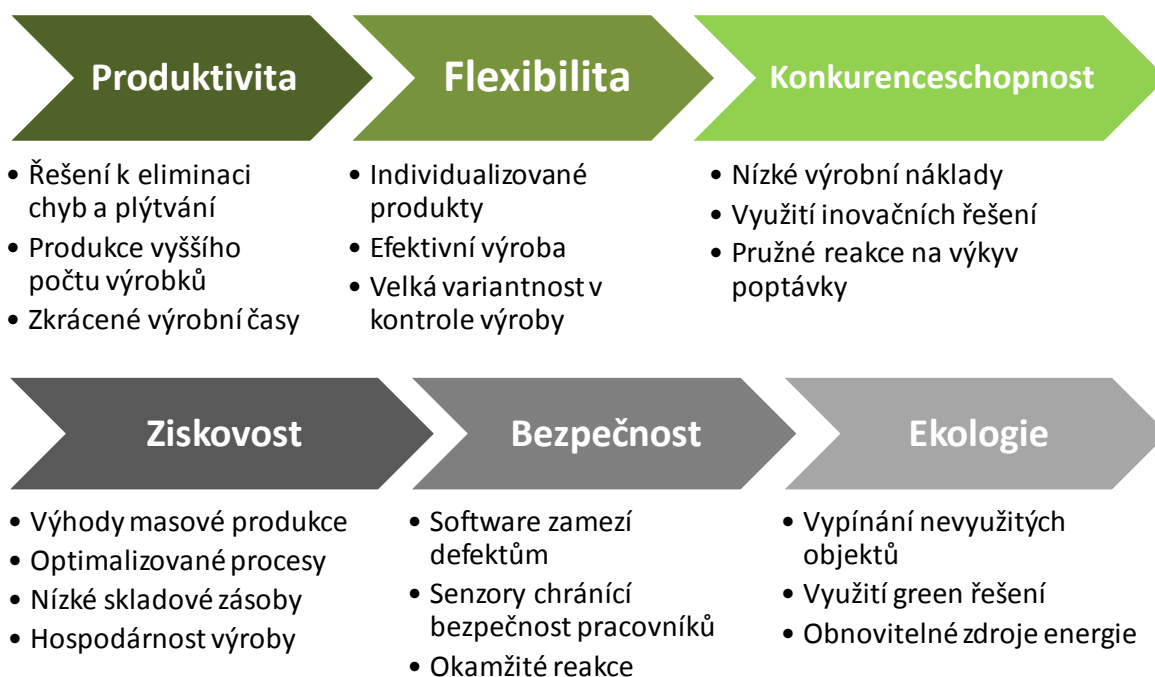 Produktivita
Flexibilita
Konkurenceschopnost
• Řešení k eliminaci
chyb a plýtvání
• Produkce vyššího
počtu výrobků
• Zkrácené výrobní časy
• Individualizované
produkty
• Efektivní výroba
• Velká variantnost v
kontrole výroby
• Nízké výrobní náklady
• Využití inovačních řešení
• Pružné reakce na výkyv
poptávky
Ziskovost
Bezpečnost
Ekologie
• Výhody masové produkce
• Optimalizované procesy
• Nízké skladové zásoby
• Hospodárnost výroby
• Software zamezí
defektům
• Senzory chránící
bezpečnost pracovníků
• Okamžité reakce
• Vypínání nevyužitých
objektů
• Využití green řešení
• Obnovitelné zdroje energie